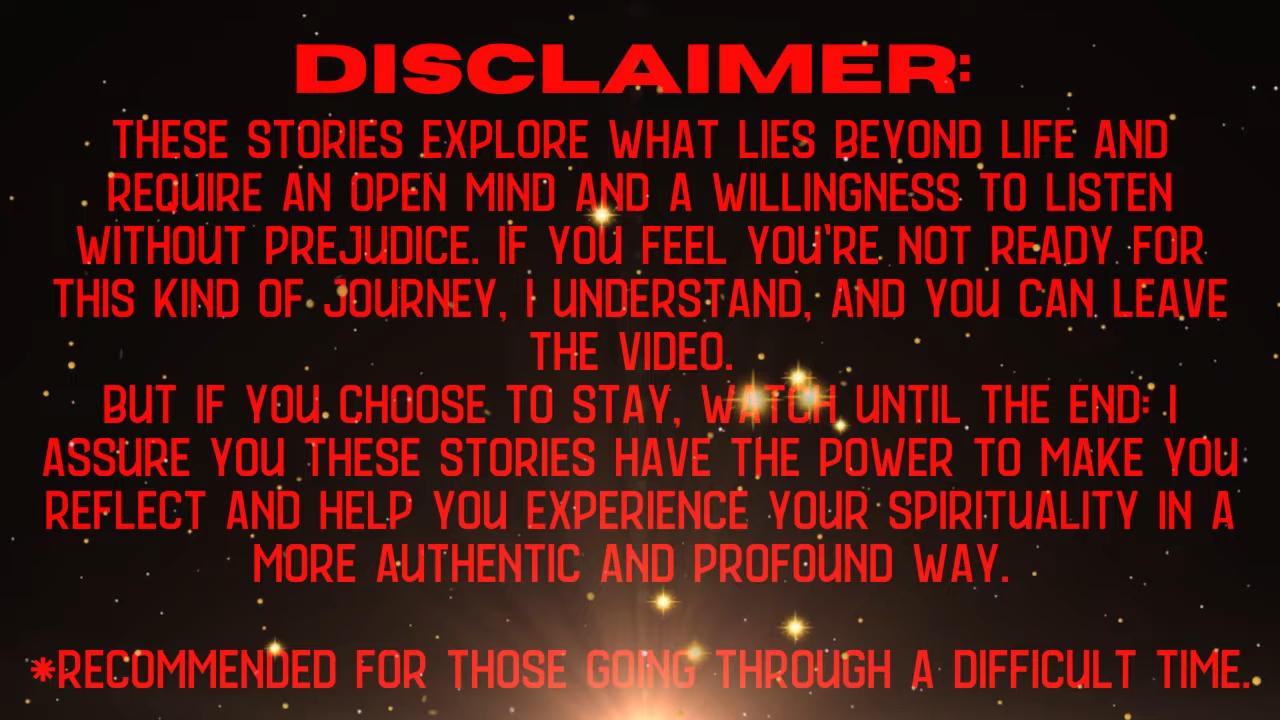 DISCLAIMER:
THESE STORIES EXPLORE WHAT LIES BEYOND LIFE AND
REQUIRE AN OPEN MIND AND A WILLINGNESS TO LISTEN
WITHOUT PREJUDICE. IF YOU FEEL YOU'RE NOT READY FOR
THIS KIND OF JOURNEY, I UNDERSTAND, AND YOU CAN LEAVE
THE VIDEO.
BUT IF YOU CHOOSE TO STAY, WATCH UNTIL THE END: I
ASSURE YOU THESE STORIES HAVE THE POWER TO MAKE YOU
REFLECT AND HELP YOU EXPERIENCE YOUR SPIRITUALITY IN A
MORE AUTHENTIC AND PROFOUND WAY.
*RECOMMENDED FOR THOSE GOING THROUGH A DIFFICULT TIME.